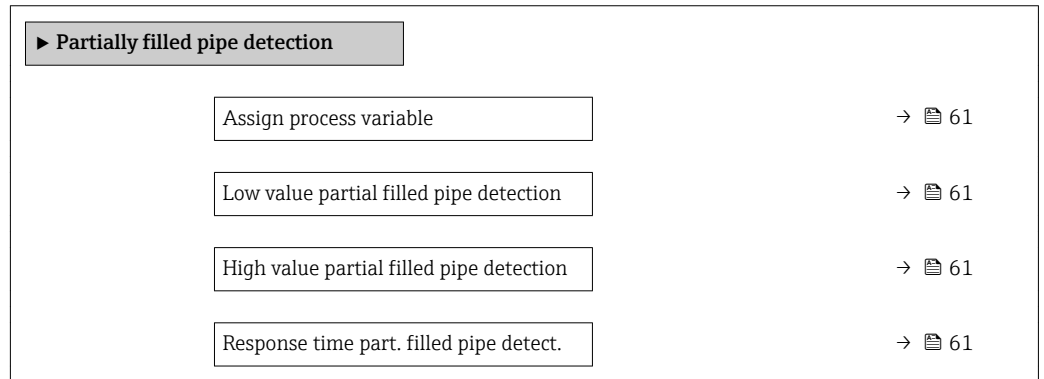 ▶ Partially filled pipe detection
Assign process variable → 61
Low value partial filled pipe detection → 61
High value partial filled pipe detection → 61
Response time part. filled pipe detect. → 61